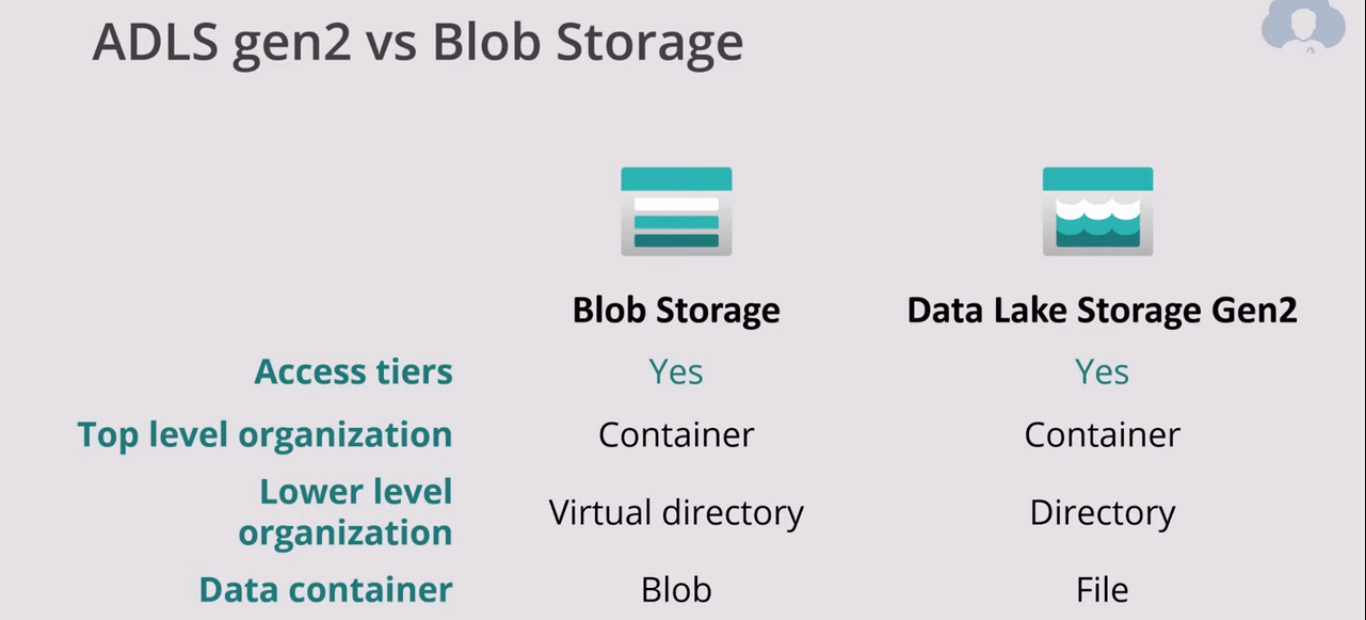 ADLS gen2 vs Blob Storage
Blob Storage
Data Lake Storage Gen2
Access tiers
Yes
Yes
Top level organization
Container
Container
Lower level
organization
Virtual directory
Directory
Data container
Blob
File